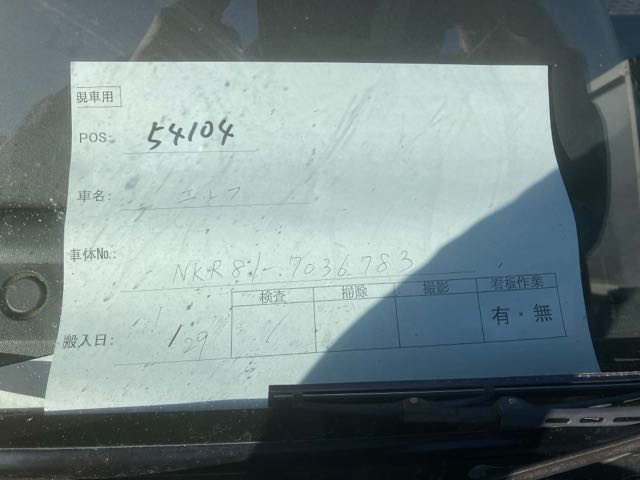 現車用
POS: 54104
車名: エルフ
車体No.: NKR81-7036783
検査 掃除 撮影 看板作業
有・無
搬入日: 1/29